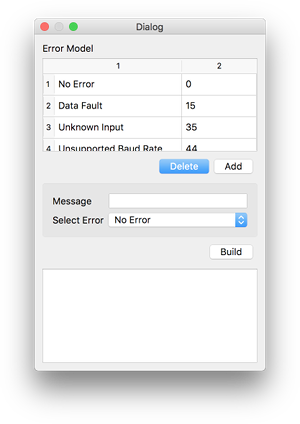 Dialog
Error Model
1 2
1 No Error 0
2 Data Fault 15
3 Unknown Input 35
4 Unsupported Baud Rate 44
Delete Add
Message
Select Error No Error
Build